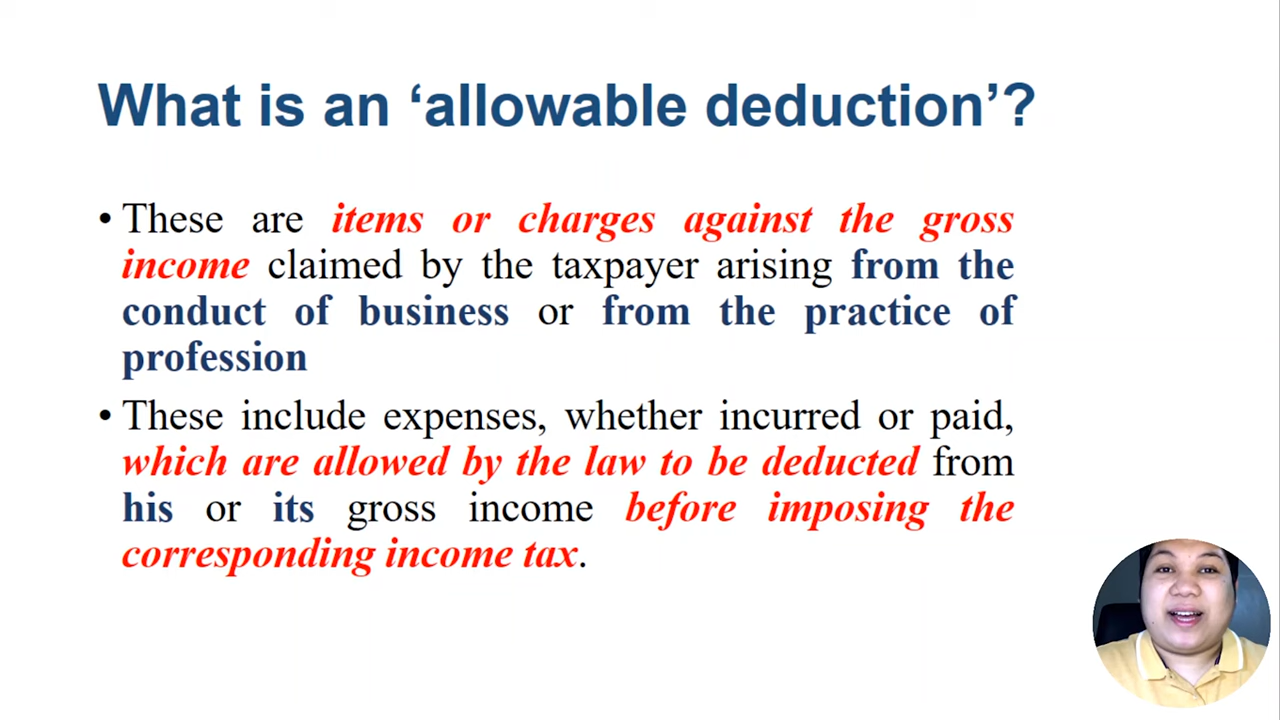 What is an ‘allowable deduction’?
• These are items or charges against the gross
income claimed by the taxpayer arising from the
conduct of business or from the practice of
profession
• These include expenses, whether incurred or paid,
which are allowed by the law to be deducted from
his or its gross income before imposing the
corresponding income tax.